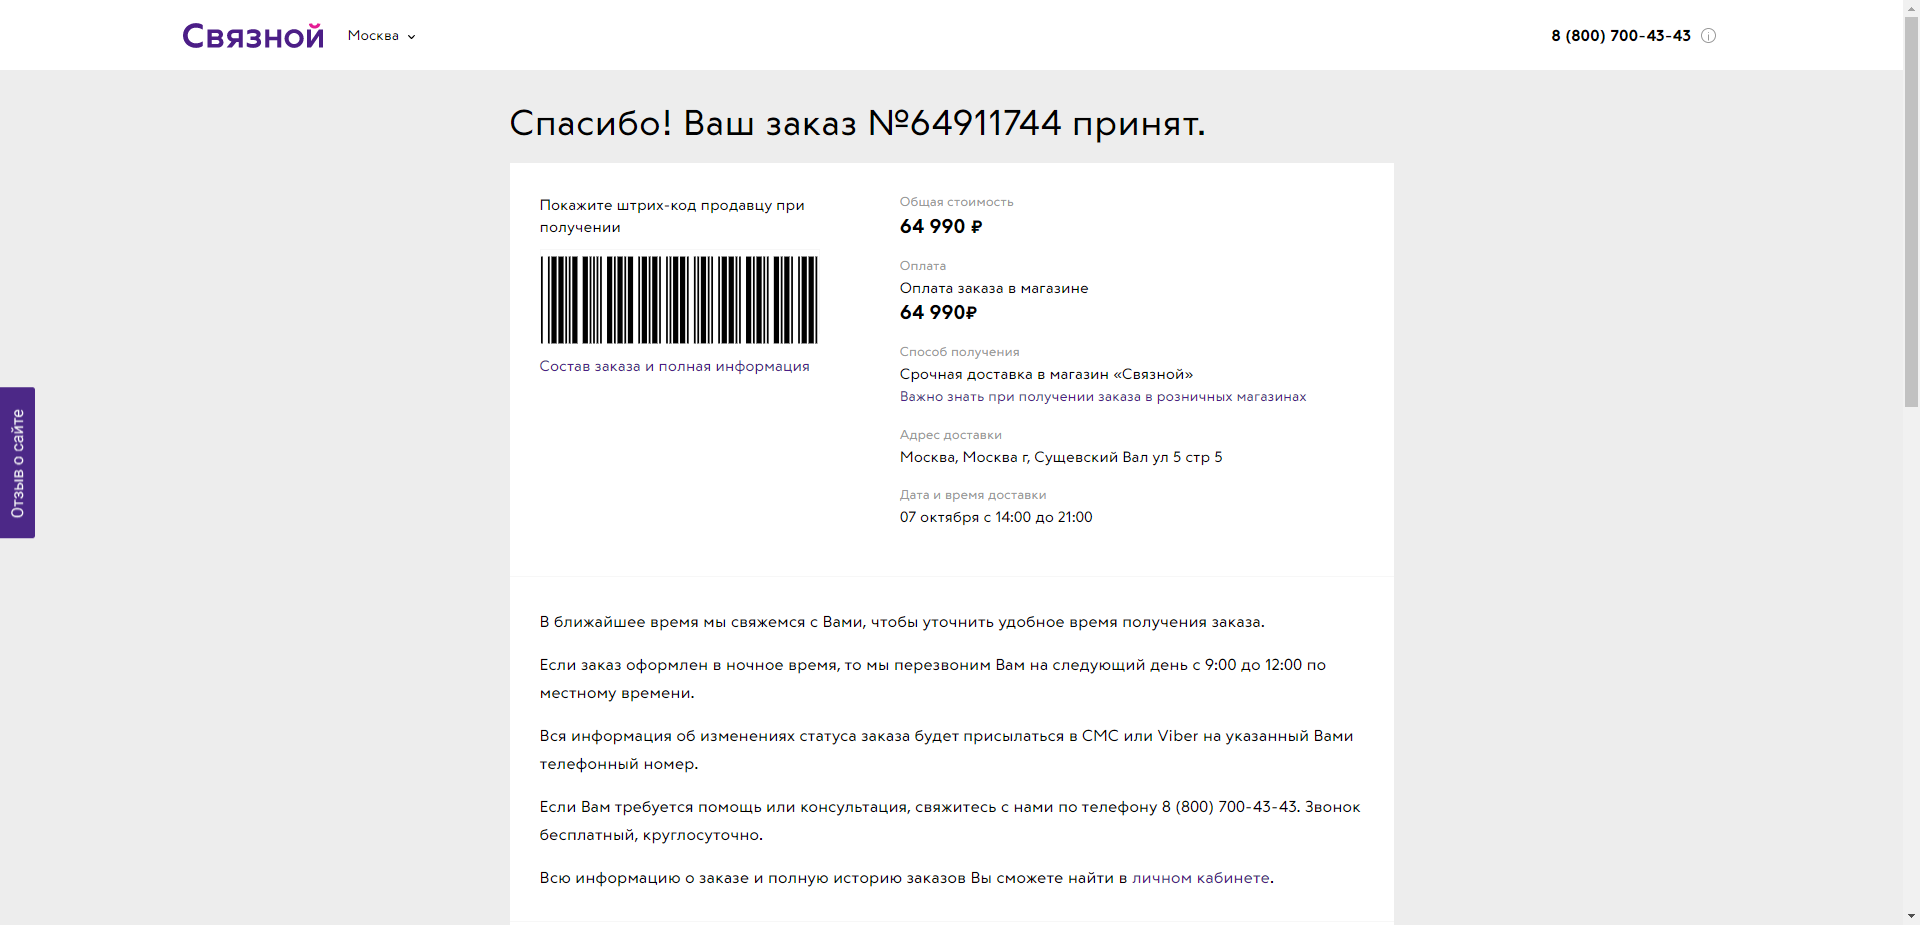 Связной
Москва
8 (800) 700-43-43
Спасибо! Ваш заказ №64911744 принят.
Покажите штрих-код продавцу при
получении
Состав заказа и полная информация
Общая стоимость
64 990 ₽
Оплата
Оплата заказа в магазине
64 990₽
Способ получения
Срочная доставка в магазин «Связной»
Важно знать при получении заказа в розничных магазинах
Адрес доставки
Москва, Москва г, Сущевский Вал ул 5 стр 5
Дата и время доставки
07 октября с 14:00 до 21:00
Отзыв о сайте
В ближайшее время мы свяжемся с Вами, чтобы уточнить удобное время получения заказа.
Если заказ оформлен в ночное время, то мы перезвоним Вам на следующий день с 9:00 до 12:00 по
местному времени.
Вся информация об изменениях статуса заказа будет присылаться в СМС или Viber на указанный Вами
телефонный номер.
Если Вам требуется помощь или консультация, свяжитесь с нами по телефону 8 (800) 700-43-43. Звонок
бесплатный, круглосуточно.
Всю информацию о заказе и полную историю заказов Вы сможете найти в личном кабинете.